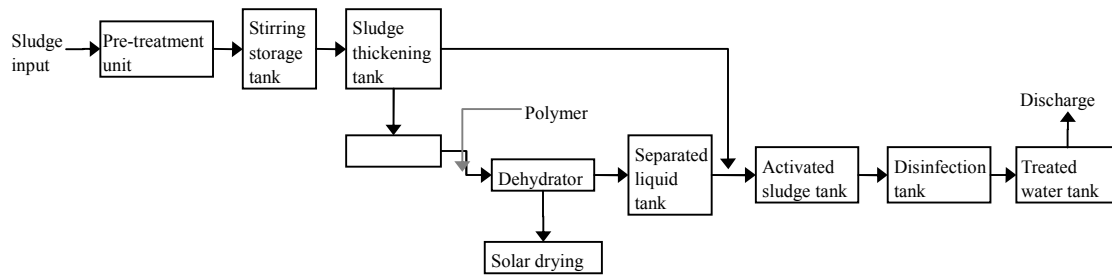 Sludge
input
Pre-treatment
unit
Stirring
storage
tank
Sludge
thickening
tank
Polymer
Dehydrator
Solar drying
Separated
liquid
tank
Activated
sludge tank
Disinfection
tank
Treated
water tank
Discharge